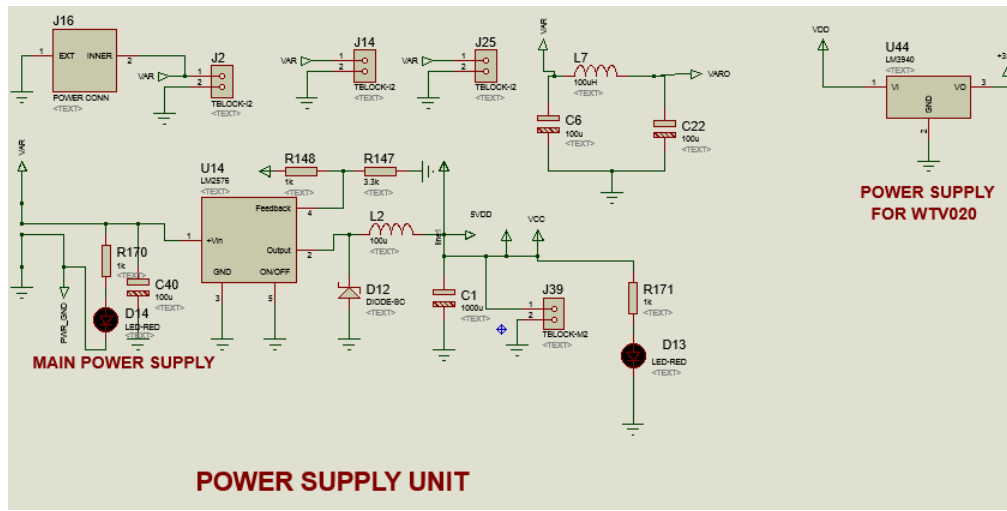 J16
1
EXT
INNER
2
POWER CONN
<TEXT>
J2
VAR
1
2
TBLOCK-I2
<TEXT>
J14
VAR
1
2
TBLOCK-I2
<TEXT>
J25
VAR
1
2
TBLOCK-I2
<TEXT>
VAR
L7
100uH
<TEXT>
VARO
C6
100u
<TEXT>
C22
100u
<TEXT>
VDD
U44
LM3940
<TEXT>
1
VI
VO
3
GND
2
POWER SUPPLY
FOR WTV020
VAR
U14
LM2576
<TEXT>
1
+Vin
Feedback
4
Output
2
GND
ON/OFF
3
5
R148
1k
<TEXT>
R147
3.3k
<TEXT>
L2
100u
<TEXT>
line1
5VDD
VCC
R170
1k
<TEXT>
C40
100u
<TEXT>
D14
LED-RED
<TEXT>
PWR_GND
MAIN POWER SUPPLY
D12
DIODE-SC
<TEXT>
C1
1000u
<TEXT>
J39
1
2
TBLOCK-M2
<TEXT>
R171
1k
<TEXT>
D13
LED-RED
<TEXT>
POWER SUPPLY UNIT